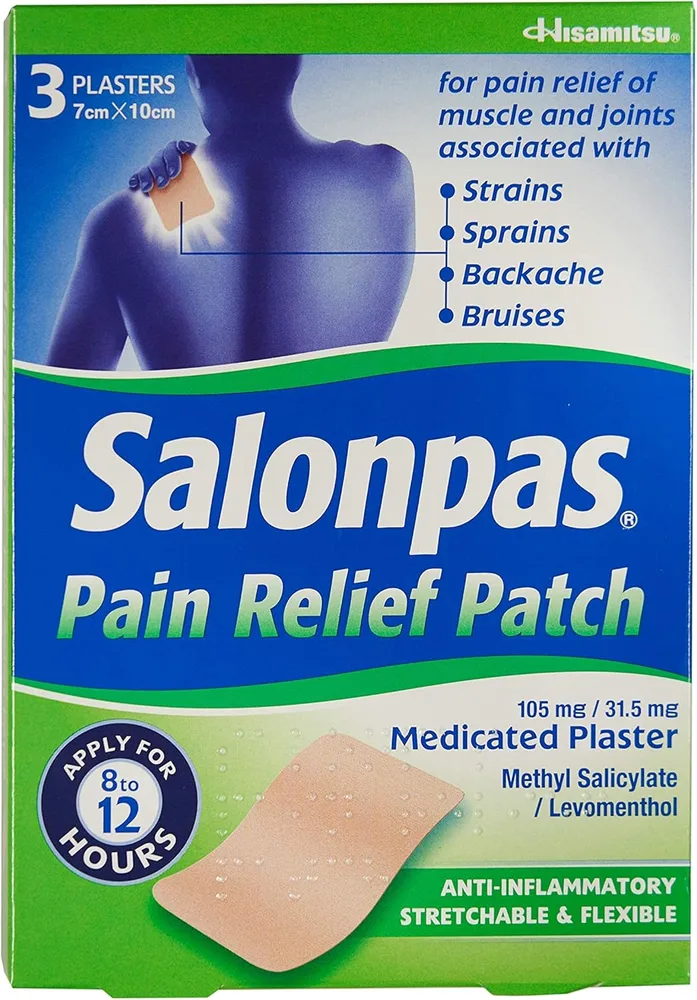 Hisamitsu®
3 PLASTERS
7cm X 10cm
for pain relief of
muscle and joints
associated with
Strains
Sprains
Backache
Bruises
Salonpas®
Pain Relief Patch
105 mg / 31.5 mg
Medicated Plaster
Methyl Salicylate
/ Levomenthol
APPLY FOR
8 to
12
HOURS
ANTI-INFLAMMATORY
STRETCHABLE & FLEXIBLE